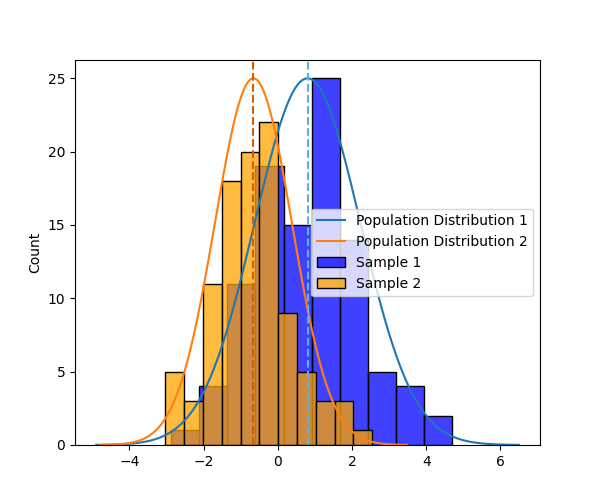 25
20
15
10
5
0
Count
Population Distribution 1
Population Distribution 2
Sample 1
Sample 2
−4 −2 0 2 4 6